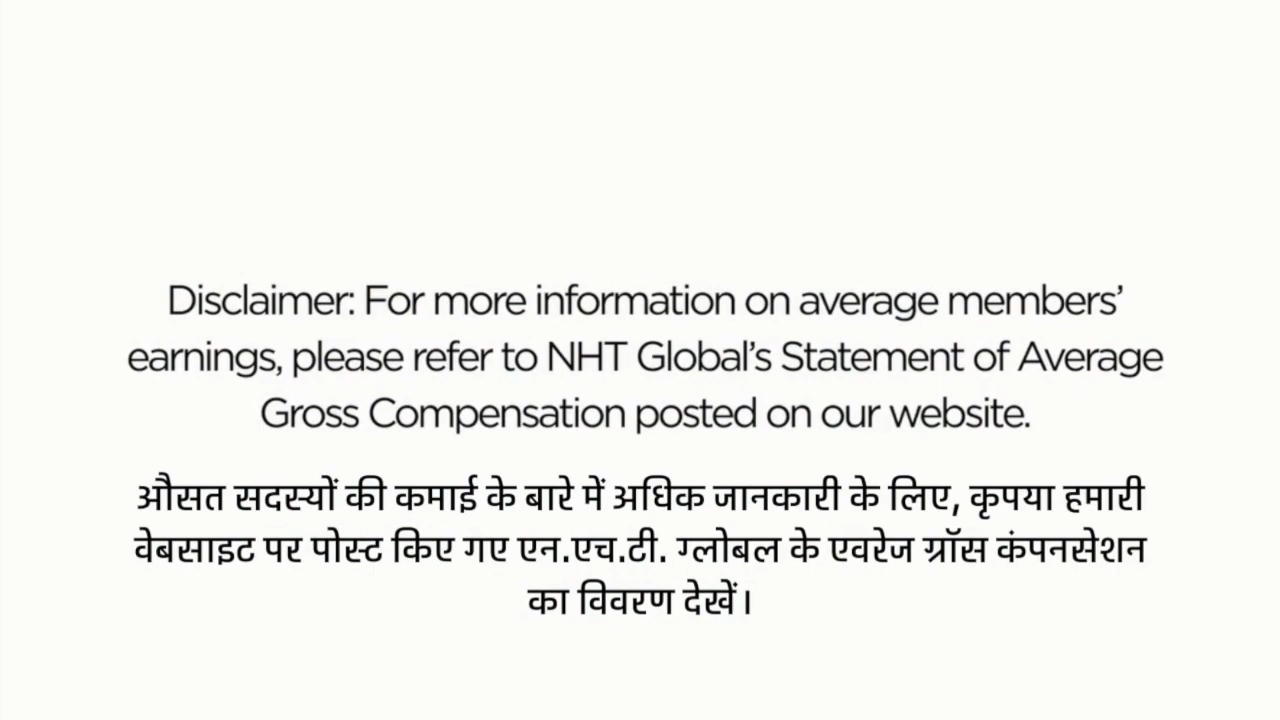 Disclaimer: For more information on average members’
earnings, please refer to NHT Global’s Statement of Average
Gross Compensation posted on our website.
औसत सदस्यों की कमाई के बारे में अधिक जानकारी के लिए, कृपया हमारी
वेबसाइट पर पोस्ट किए गए एन.एच.टी. ग्लोबल के एवरेज ग्रॉस कंपनसेशन
का विवरण देखें।